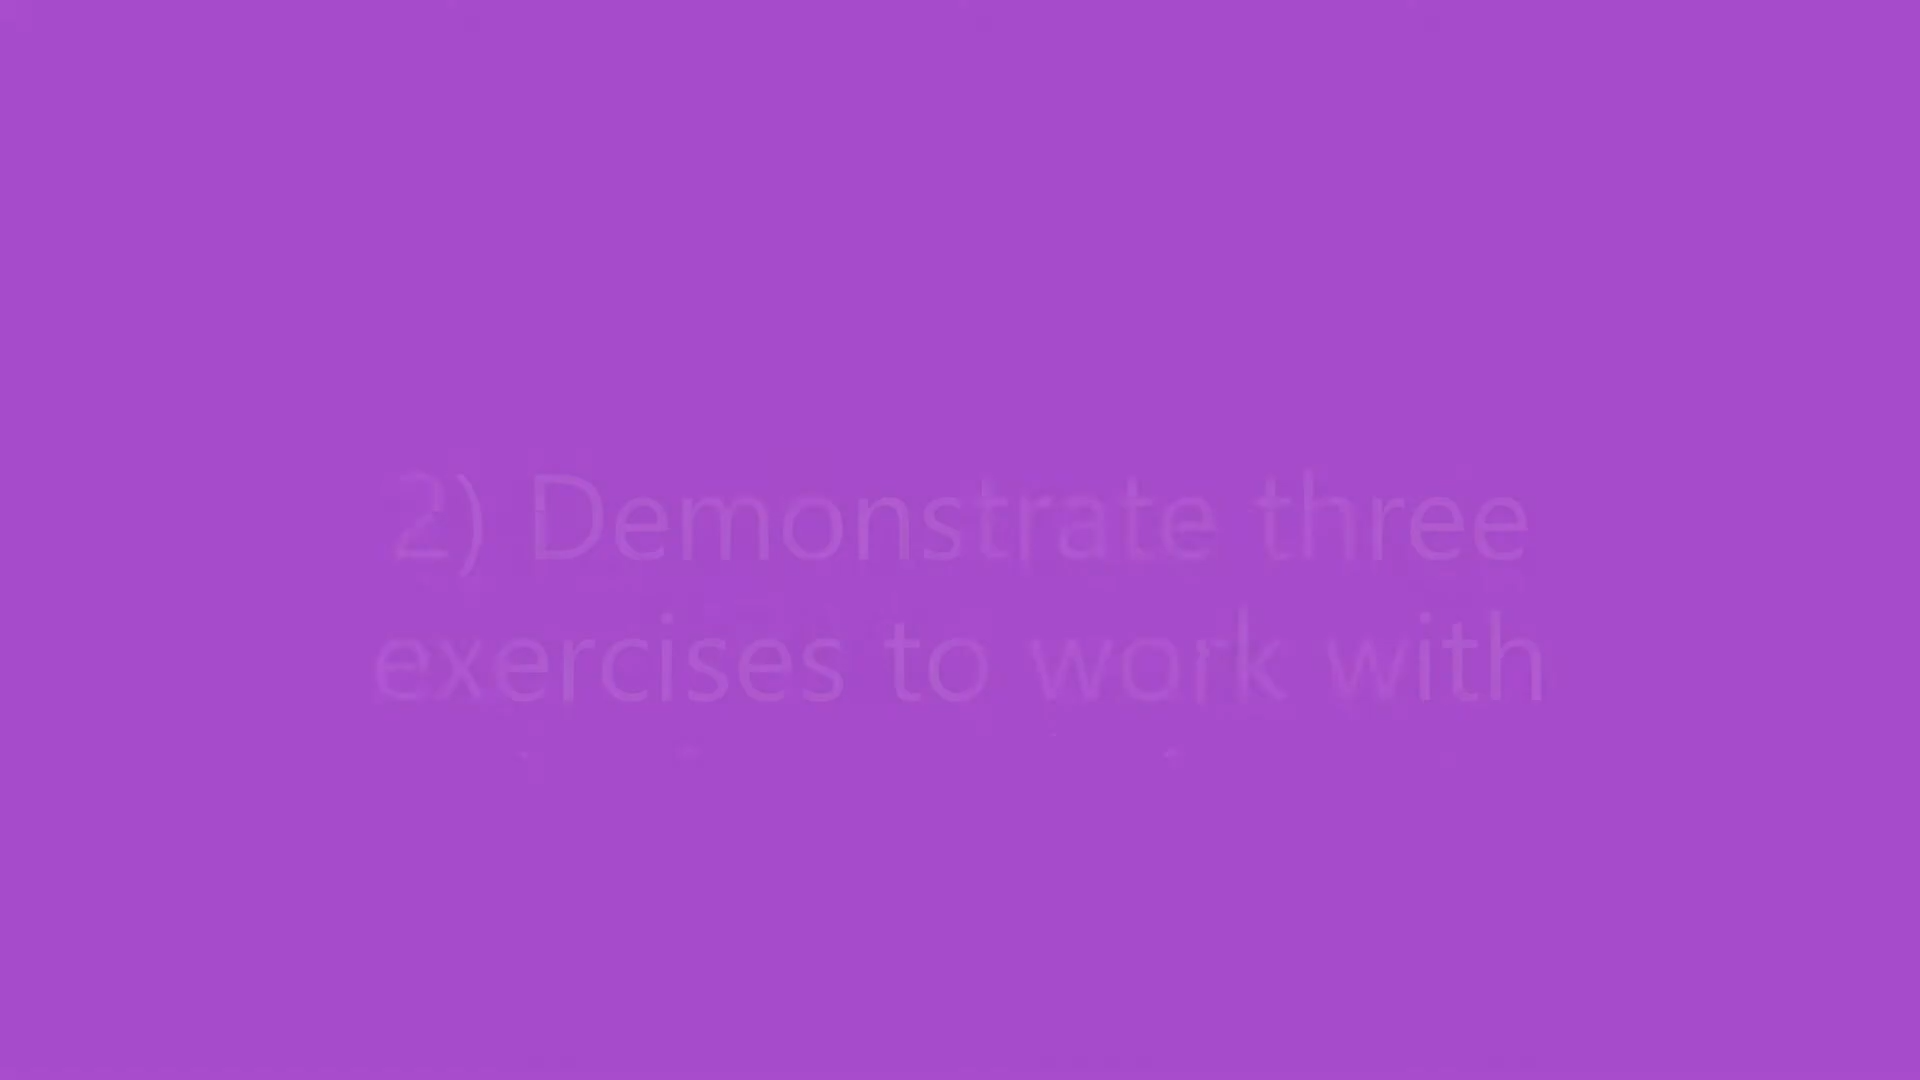 2) Demonstrate three
exercises to work with